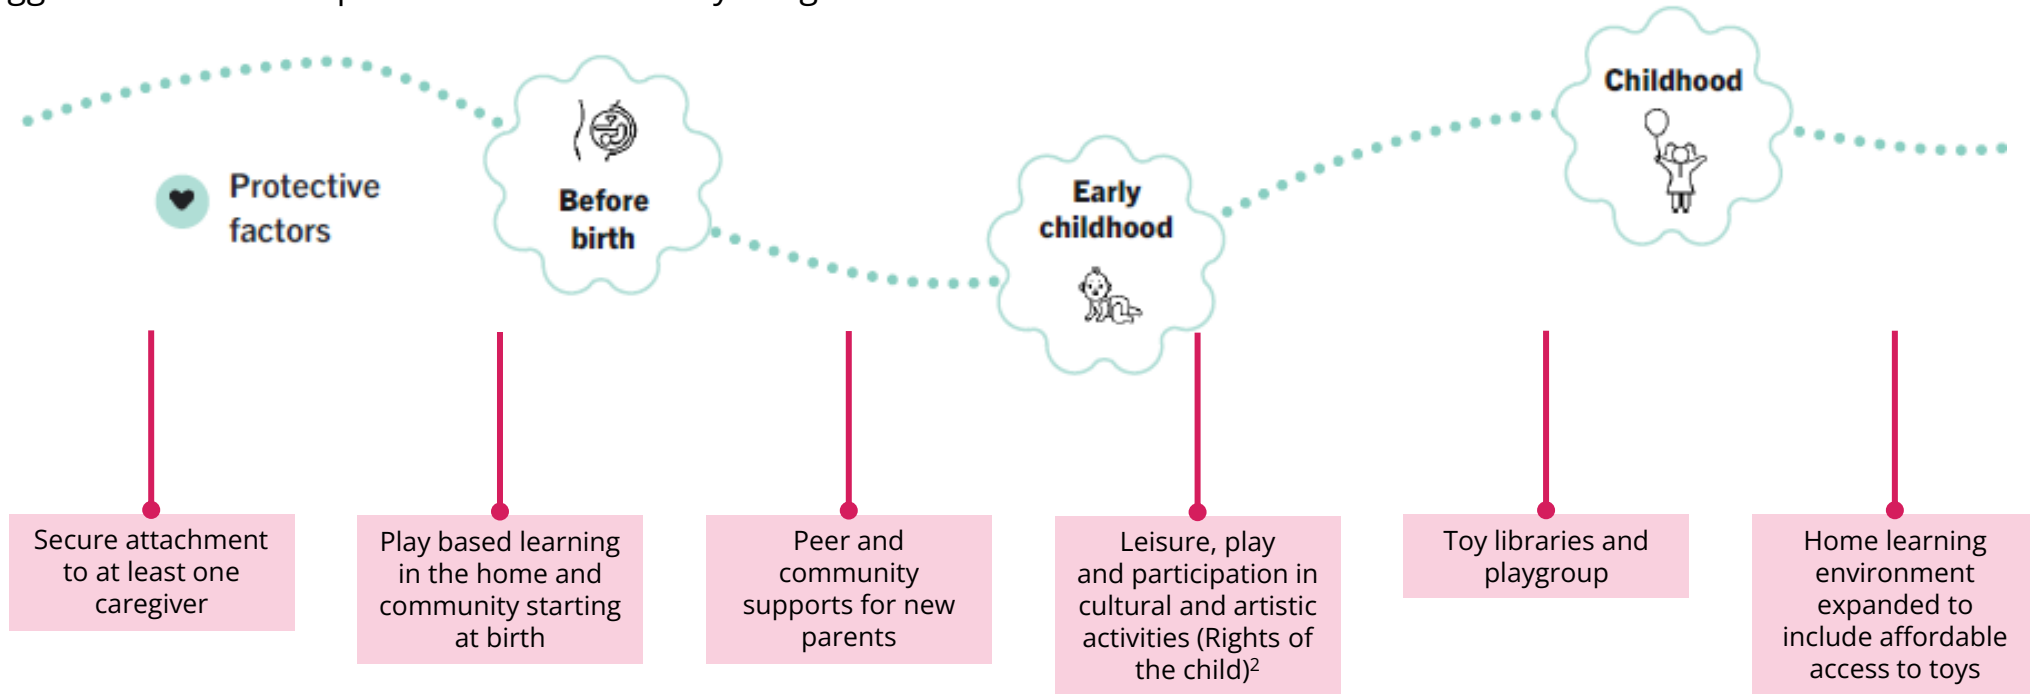 Protective
factors
Before
birth
Early
childhood
Childhood
Secure attachment
to at least one
caregiver
Play based learning
in the home and
community starting
at birth
Peer and
community
supports for new
parents
Leisure, play
and participation in
cultural and artistic
activities (Rights of
the child)²
Toy libraries and
playgroup
Home learning
environment
expanded to
include affordable
access to toys